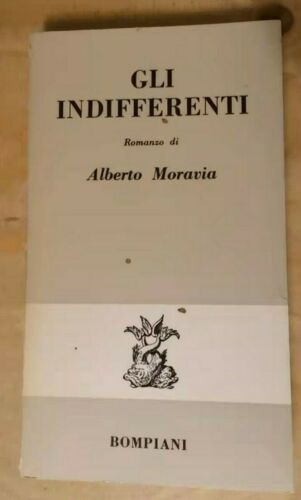 GLI
INDIFFERENTI
Romanzo di
Alberto Moravia
BOMPIANI